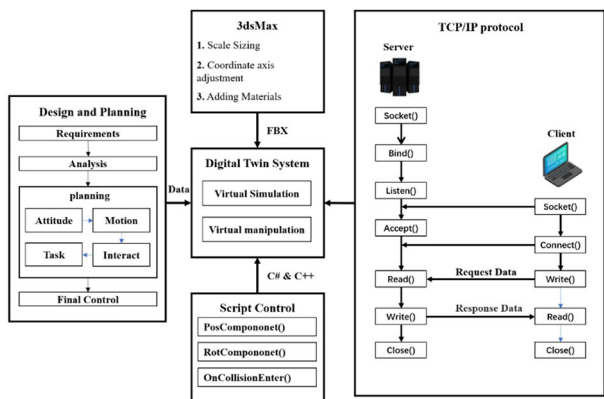 3dsMax
1. Scale Sizing
2. Coordinate axis
adjustment
3. Adding Materials
FBX
Design and Planning
Requirements
Analysis
planning
Attitude
Motion
Task
Interact
Final Control
Data
Digital Twin System
Virtual Simulation
Virtual manipulation
C# & C++
Script Control
PosCompononet()
RotCompononet()
OnCollisionEnter()
TCP/IP protocol
Server
Socket()
Bind()
Listen()
Accept()
Read()
Write()
Close()
Client
Socket()
Connect()
Write()
Read()
Close()
Request Data
Response Data